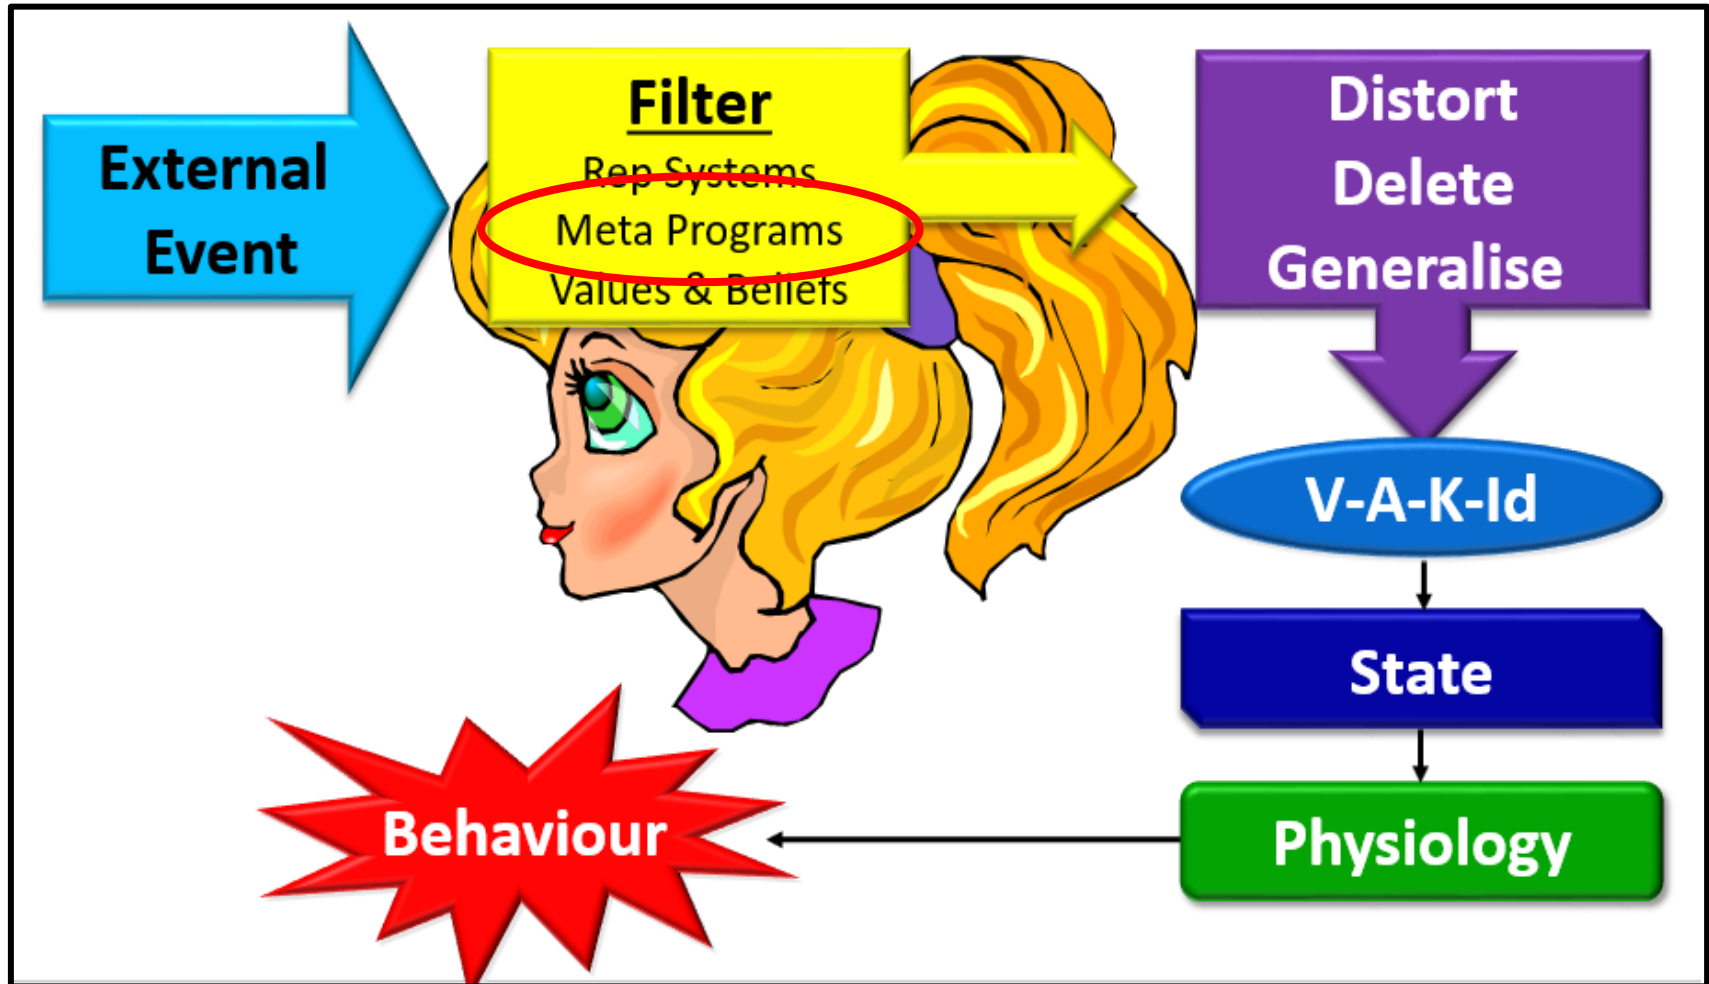 External
Event
Filter
Rep Systems
Meta Programs
Values & Beliefs
Distort
Delete
Generalise
V-A-K-Id
State
Physiology
Behaviour